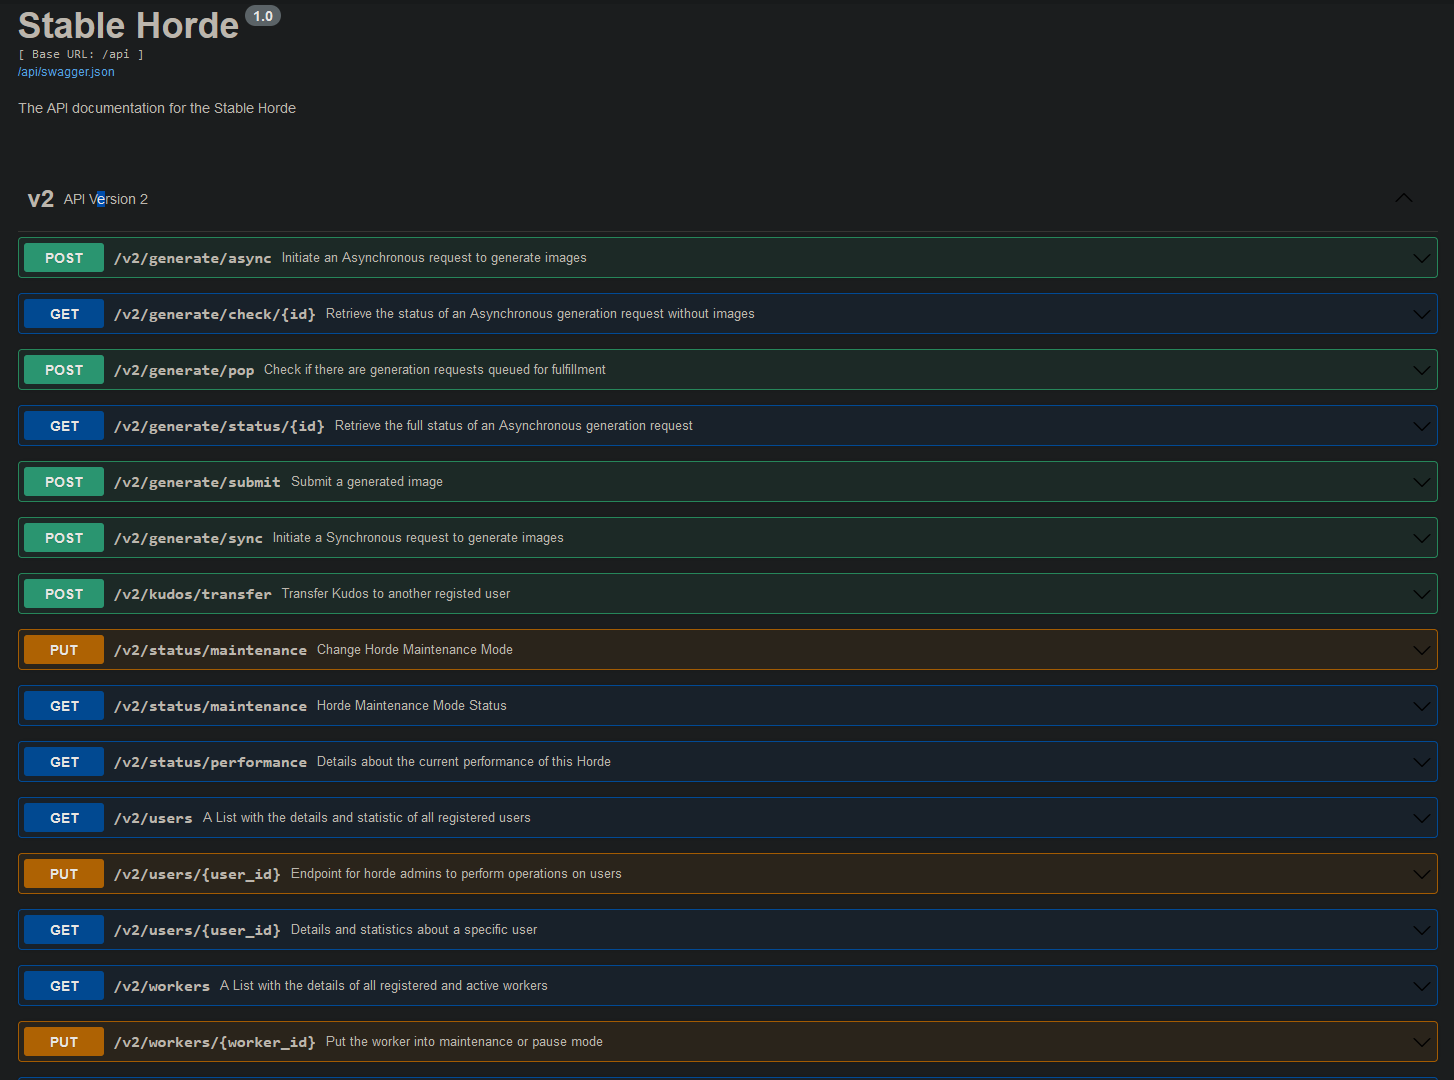 Stable Horde 1.0
[ Base URL: /api ]
/api/swagger.json
The API documentation for the Stable Horde
v2 API Version 2
POST /v2/generate/async Initiate an Asynchronous request to generate images
GET /v2/generate/check/{id} Retrieve the status of an Asynchronous generation request without images
POST /v2/generate/pop Check if there are generation requests queued for fulfillment
GET /v2/generate/status/{id} Retrieve the full status of an Asynchronous generation request
POST /v2/generate/submit Submit a generated image
POST /v2/generate/sync Initiate a Synchronous request to generate images
POST /v2/kudos/transfer Transfer Kudos to another registed user
PUT /v2/status/maintenance Change Horde Maintenance Mode
GET /v2/status/maintenance Horde Maintenance Mode Status
GET /v2/status/performance Details about the current performance of this Horde
GET /v2/users A List with the details and statistic of all registered users
PUT /v2/users/{user_id} Endpoint for horde admins to perform operations on users
GET /v2/users/{user_id} Details and statistics about a specific user
GET /v2/workers A List with the details of all registered and active workers
PUT /v2/workers/{worker_id} Put the worker into maintenance or pause mode